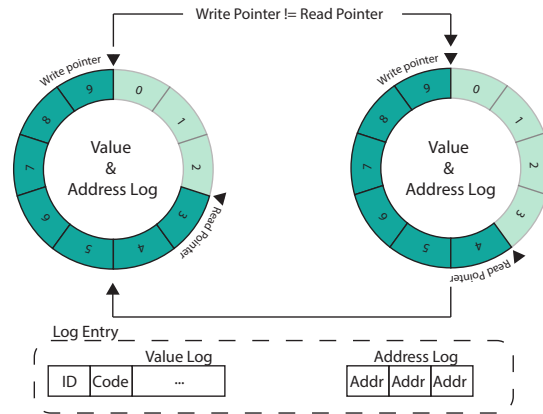 Write Pointer != Read Pointer
Write pointer
0
1
2
3
4
5
6
7
8
9
Value
&
Address Log
Read Pointer
Write pointer
0
1
2
3
4
5
6
7
8
9
Value
&
Address Log
Read Pointer
Log Entry
Value Log
Address Log
ID Code ...
Addr Addr Addr